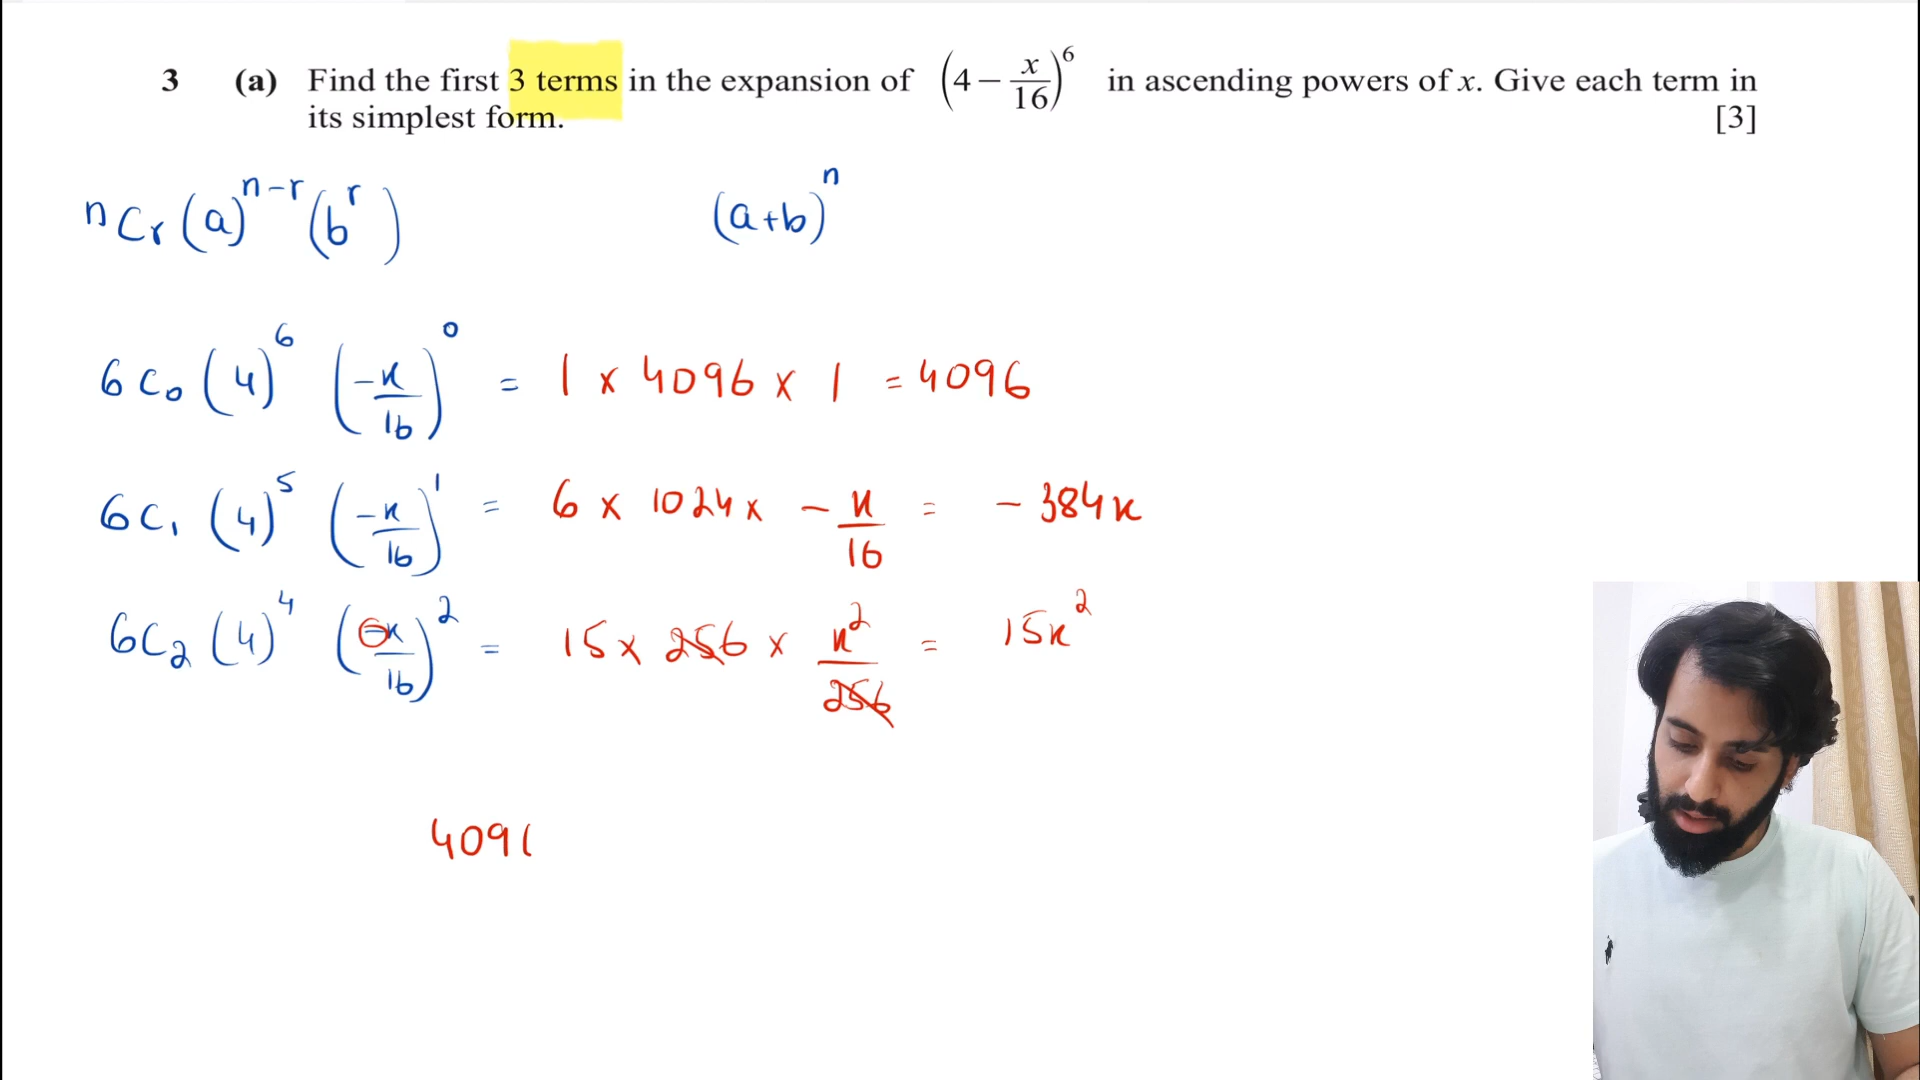 3 (a) Find the first 3 terms in the expansion of (4 − x/16)^6 in ascending powers of x. Give each term in
its simplest form. [3]
nCr (a)^n−r (b^r) (a+b)^n
6C0 (4)^6 (−x/16)^0 = 1 × 4096 × 1 = 4096
6C1 (4)^5 (−x/16)^1 = 6 × 1024 × −x/16 = −384x
6C2 (4)^4 (−x/16)^2 = 15 × 256 × x^2/256 = 15x^2
409(